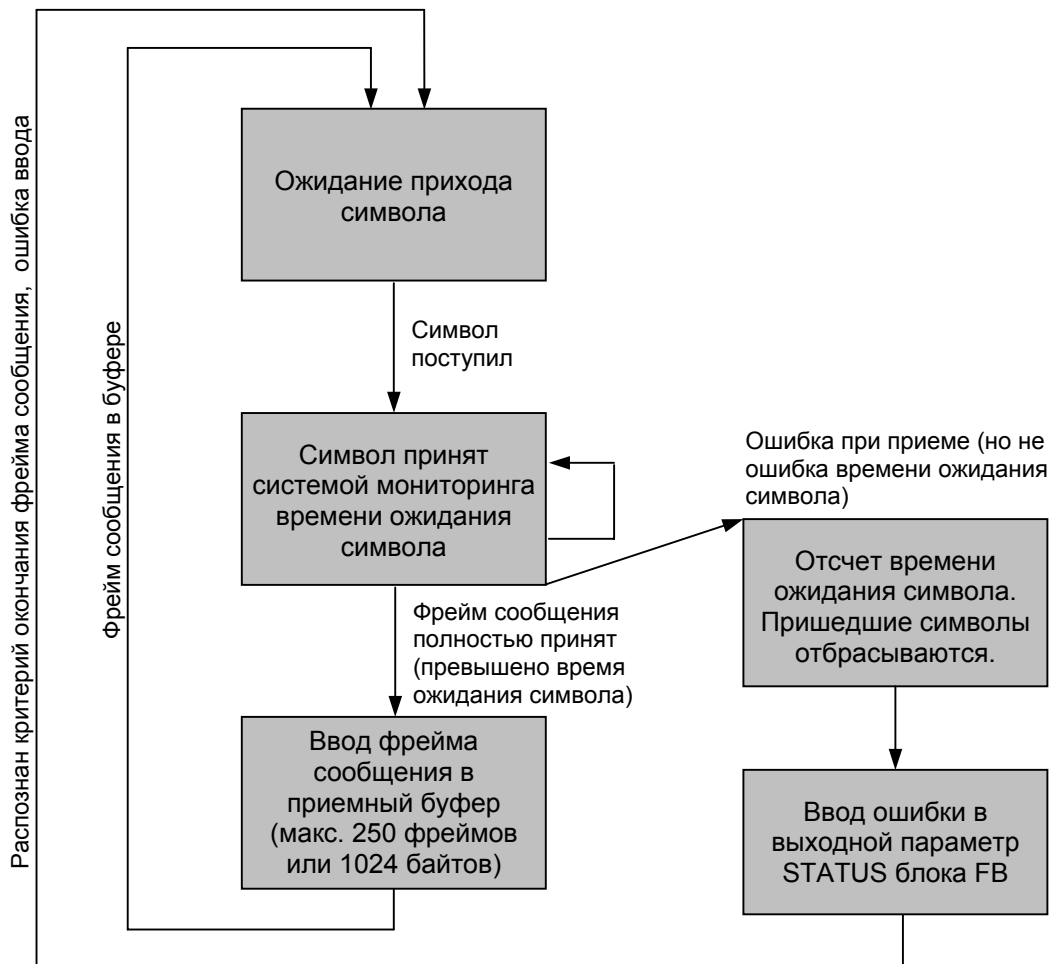 Распознан критерий окончания фрейма сообщения, ошибка ввода
Фрейм сообщения в буфере
Ожидание прихода
символа
Символ
поступил
Символ принят
системой мониторинга
времени ожидания
символа
Ошибка при приеме (но не
ошибка времени ожидания
символа)
Отсчет времени
ожидания символа.
Пришедшие символы
отбрасываются.
Фрейм сообщения
полностью принят
(превышено время
ожидания символа)
Ввод фрейма
сообщения в
приемный буфер
(макс. 250 фреймов
или 1024 байтов)
Ввод ошибки в
выходной параметр
STATUS блока FB